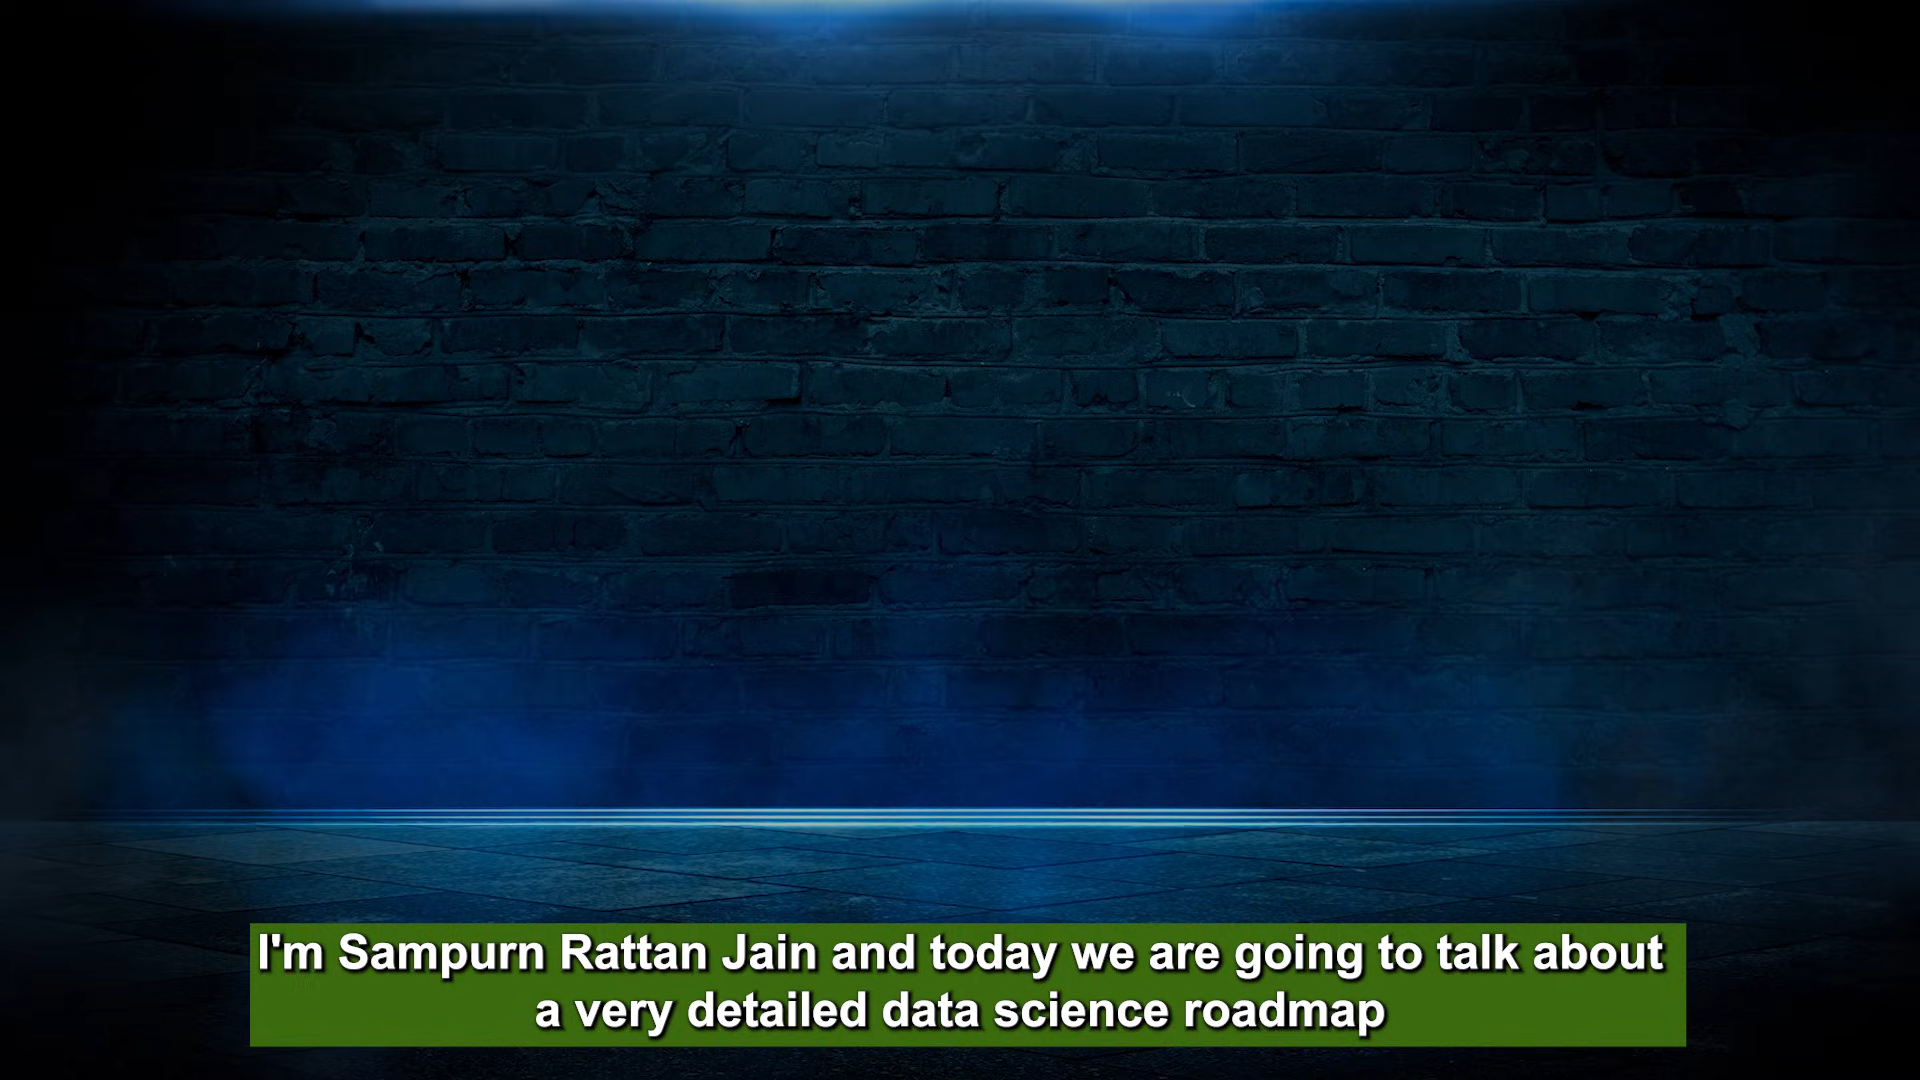 I'm Sampurn Rattan Jain and today we are going to talk about
a very detailed data science roadmap